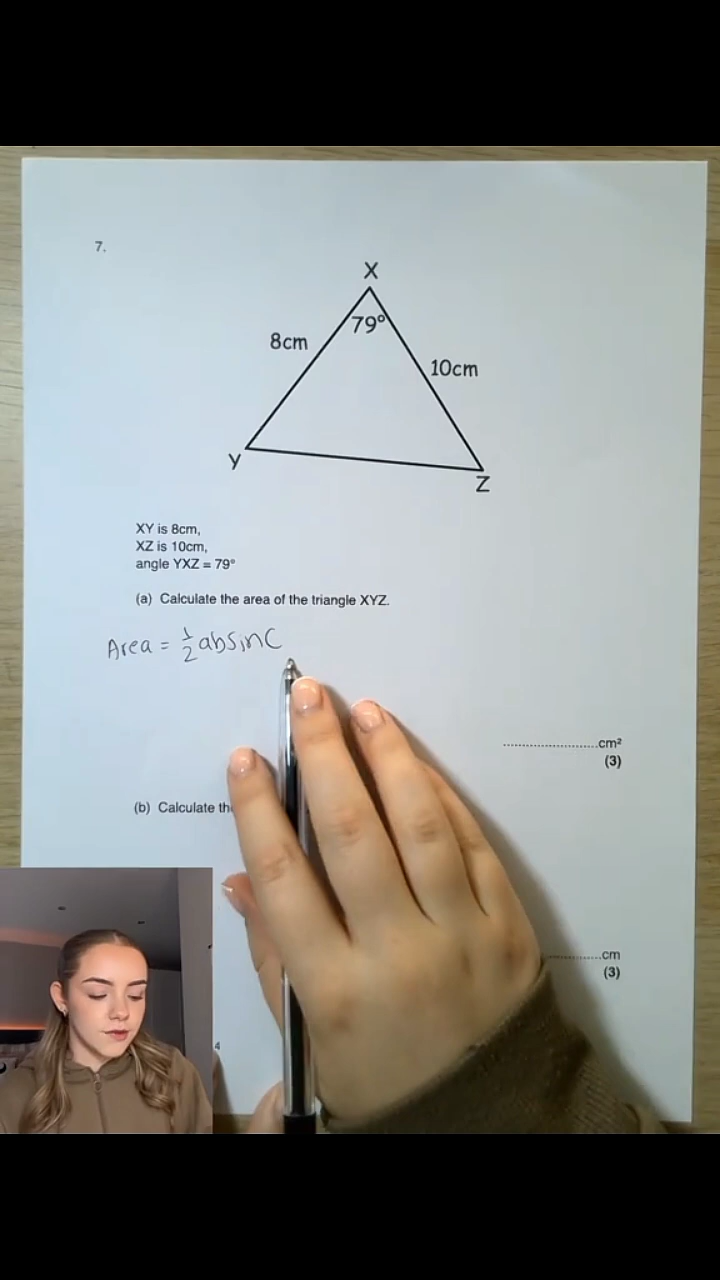 7.
X
79°
8cm
10cm
Y
Z
XY is 8cm,
XZ is 10cm,
angle YXZ = 79°
(a) Calculate the area of the triangle XYZ.
Area = 1/2 absinC
..........................cm²
(3)
(b) Calculate
..............cm
(3)
4